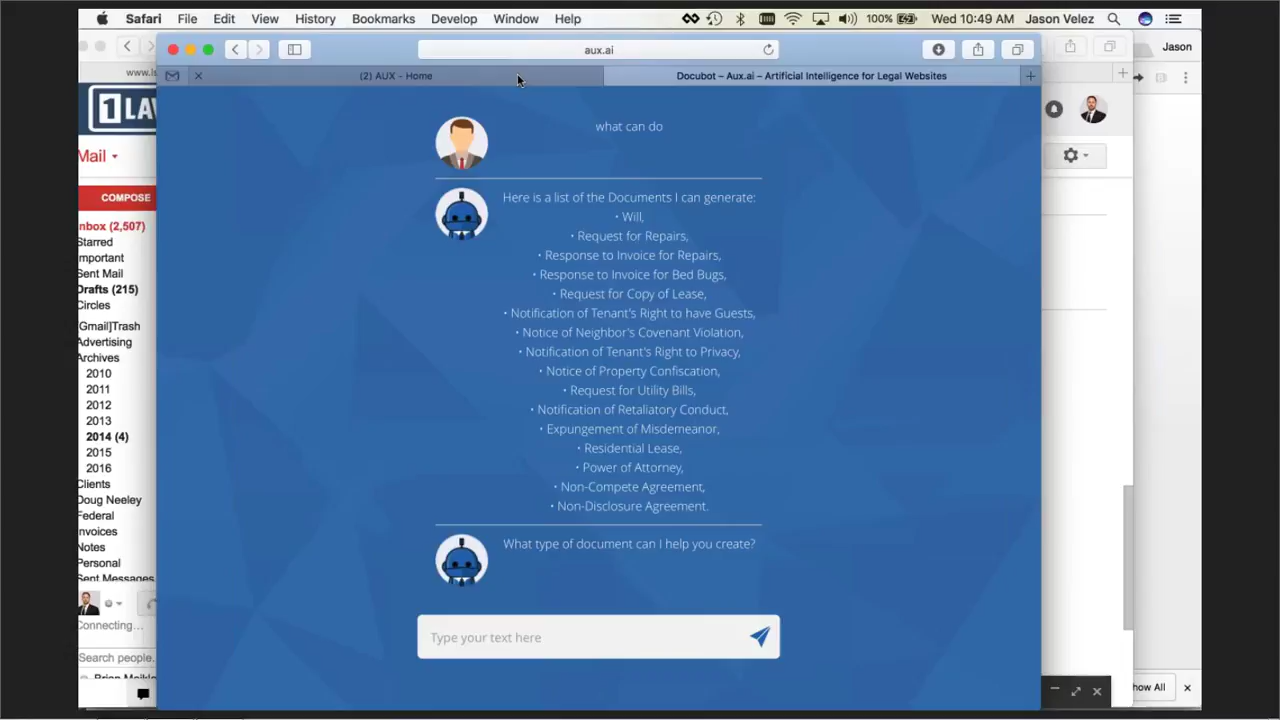 Safari File Edit View History Bookmarks Develop Window Help
100% Wed 10:49 AM Jason Velez
aux.ai
Jason
www.
(2) AUX - Home
Docubot – Aux.ai – Artificial Intelligence for Legal Websites
1LAW
Mail
COMPOSE
nbox (2,507)
Starred
mportant
Sent Mail
Drafts (215)
Circles
Gmail]Trash
Advertising
Archives
2010
2011
2012
2013
2014 (4)
2015
2016
Clients
Doug Neeley
Federal
nvoices
Notes
Personal
Sent Messages
Connecting...
Search people.
what can do
Here is a list of the Documents I can generate:
• Will,
• Request for Repairs,
• Response to Invoice for Repairs,
• Response to Invoice for Bed Bugs,
• Request for Copy of Lease,
• Notification of Tenant's Right to have Guests,
• Notice of Neighbor's Covenant Violation,
• Notification of Tenant's Right to Privacy,
• Notice of Property Confiscation,
• Request for Utility Bills,
• Notification of Retaliatory Conduct,
• Expungement of Misdemeanor,
• Residential Lease,
• Power of Attorney,
• Non-Compete Agreement,
• Non-Disclosure Agreement.
What type of document can I help you create?
Type your text here
how All